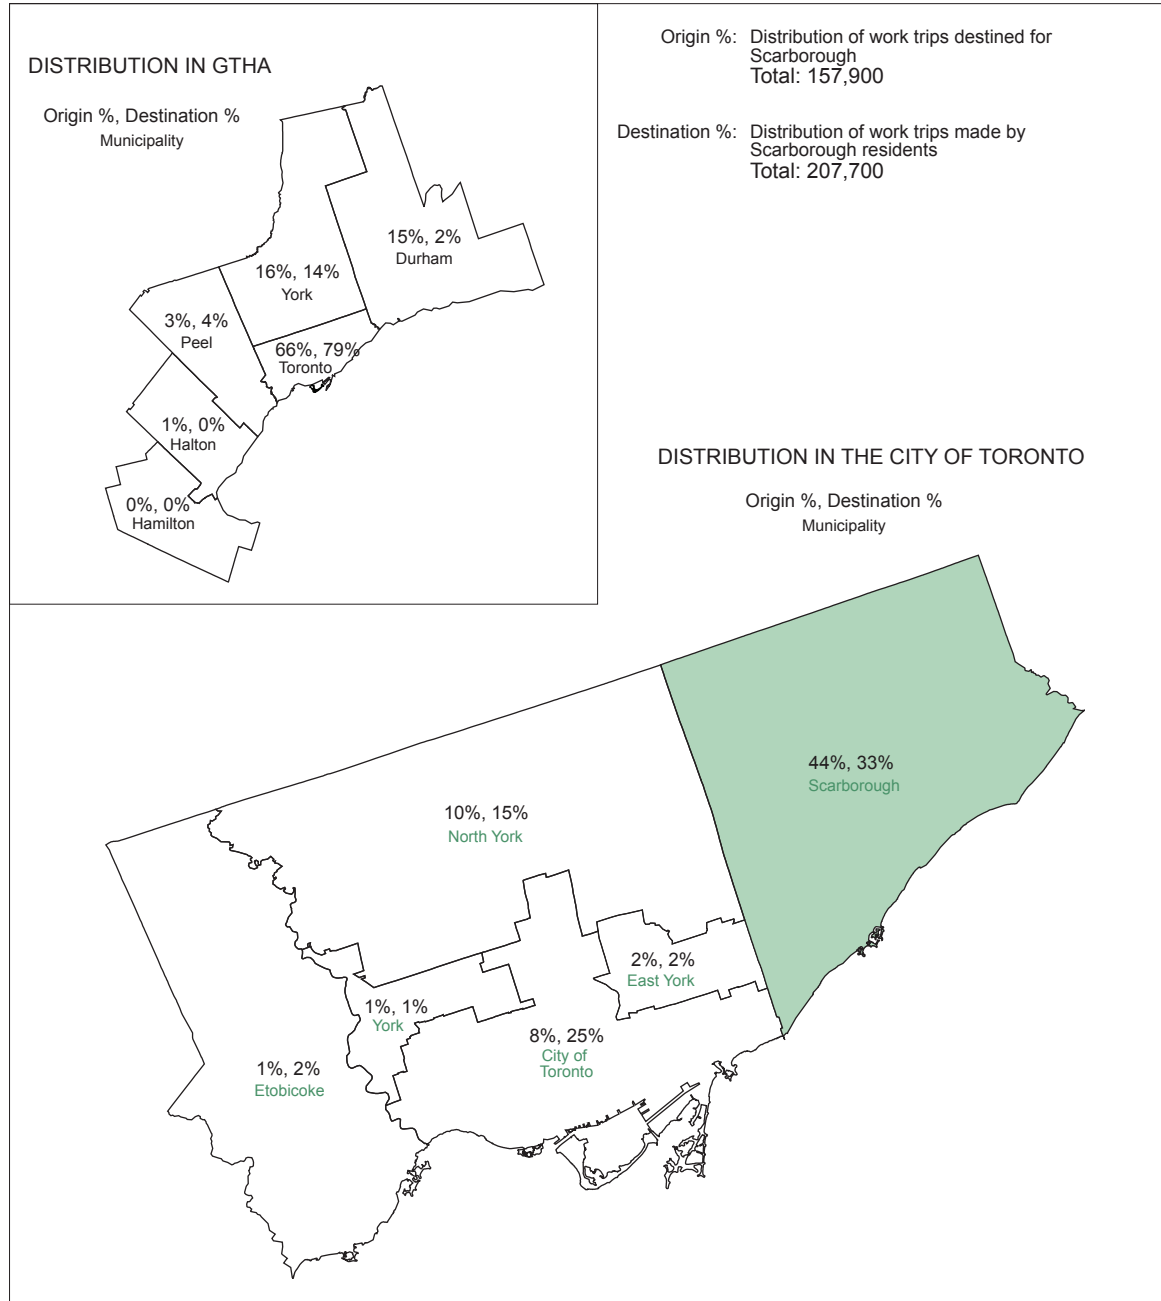 DISTRIBUTION IN GTHA
Origin %, Destination %
Municipality
15%, 2%
Durham
16%, 14%
York
3%, 4%
Peel
66%, 79%
Toronto
1%, 0%
Halton
0%, 0%
Hamilton
Origin %: Distribution of work trips destined for
Scarborough
Total: 157,900
Destination %: Distribution of work trips made by
Scarborough residents
Total: 207,700
DISTRIBUTION IN THE CITY OF TORONTO
Origin %, Destination %
Municipality
44%, 33%
Scarborough
10%, 15%
North York
2%, 2%
East York
1%, 1%
York
8%, 25%
City of
Toronto
1%, 2%
Etobicoke